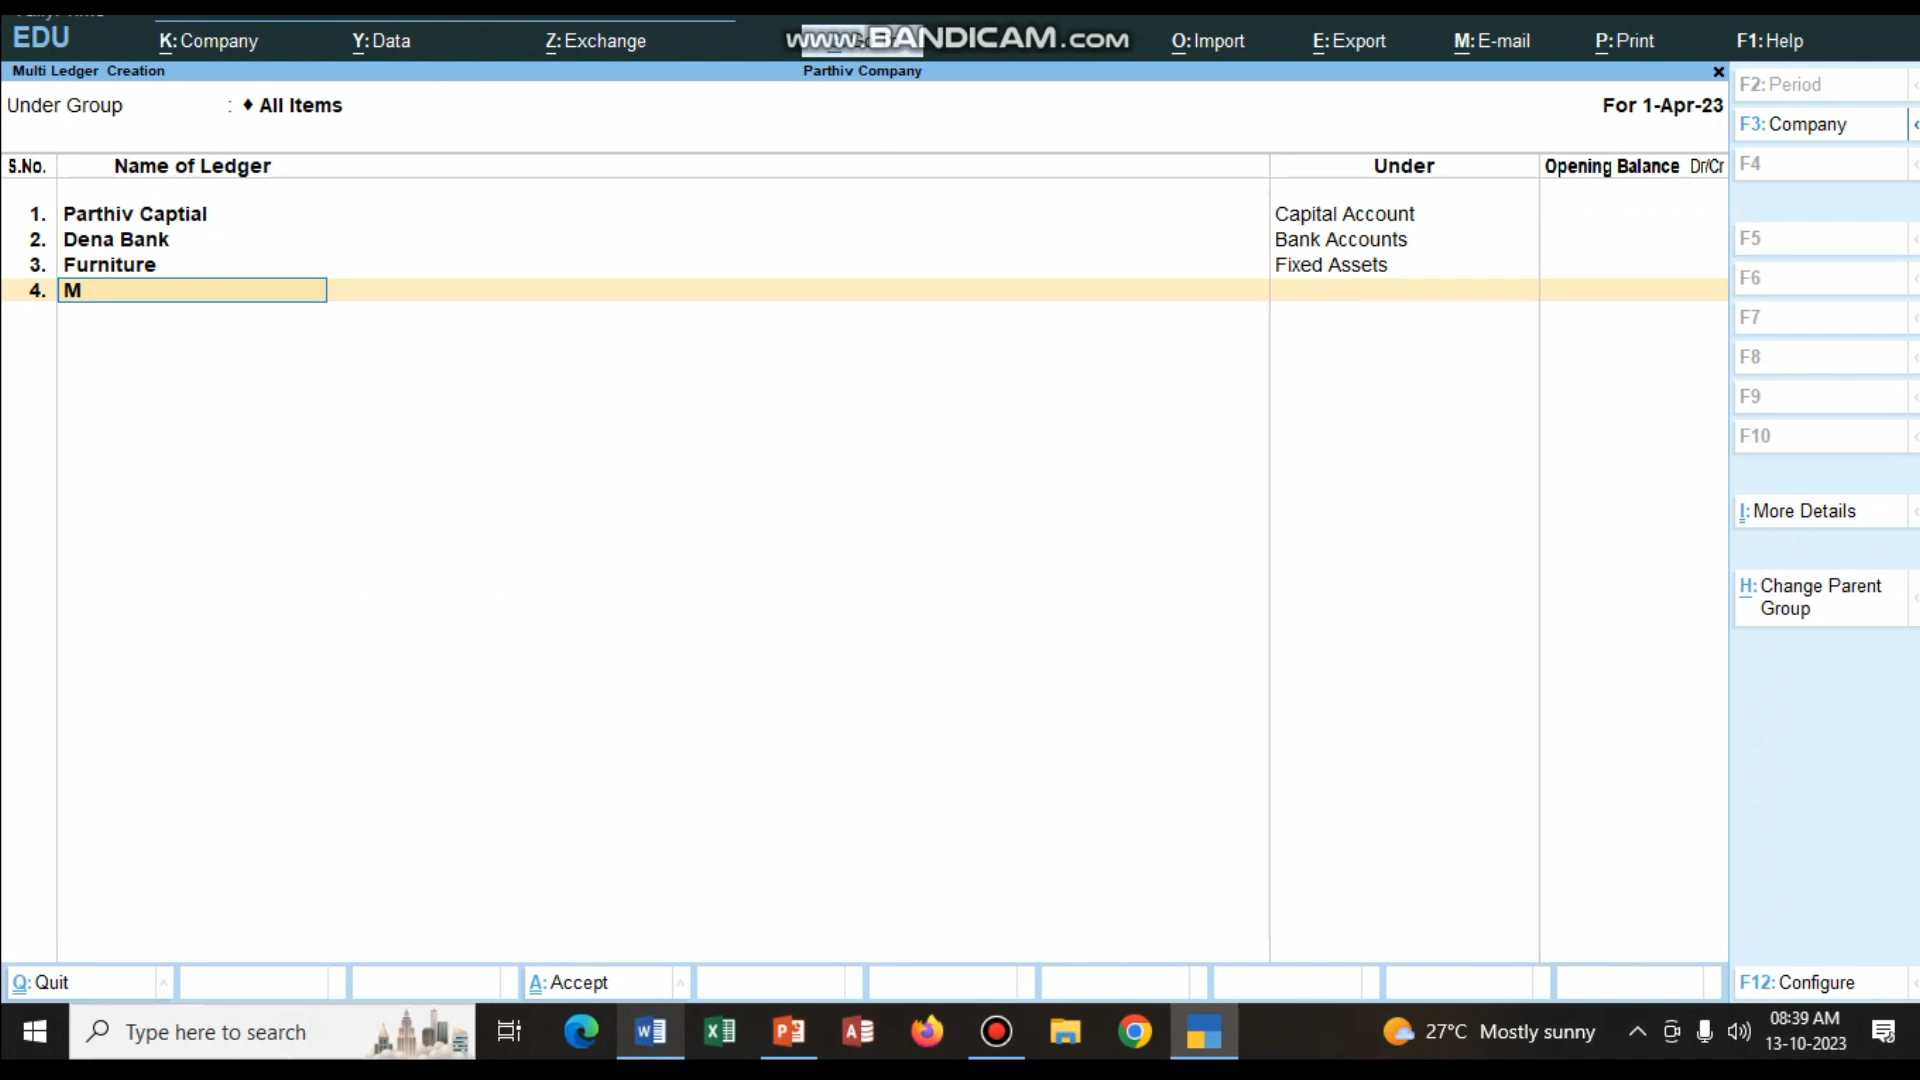 EDU
K: Company
Y: Data
Z: Exchange
www.BANDICAM.com
O: Import
E: Export
M: E-mail
P: Print
F1: Help
Multi Ledger Creation
Parthiv Company
Under Group : ♦ All Items
For 1-Apr-23
S.No. Name of Ledger Under Opening Balance Dr/Cr
1. Parthiv Captial Capital Account
2. Dena Bank Bank Accounts
3. Furniture Fixed Assets
4. M
F2: Period
F3: Company
F4
F5
F6
F7
F8
F9
F10
I: More Details
H: Change Parent
Group
Q: Quit
A: Accept
F12: Configure
Type here to search
27°C Mostly sunny
08:39 AM
13-10-2023